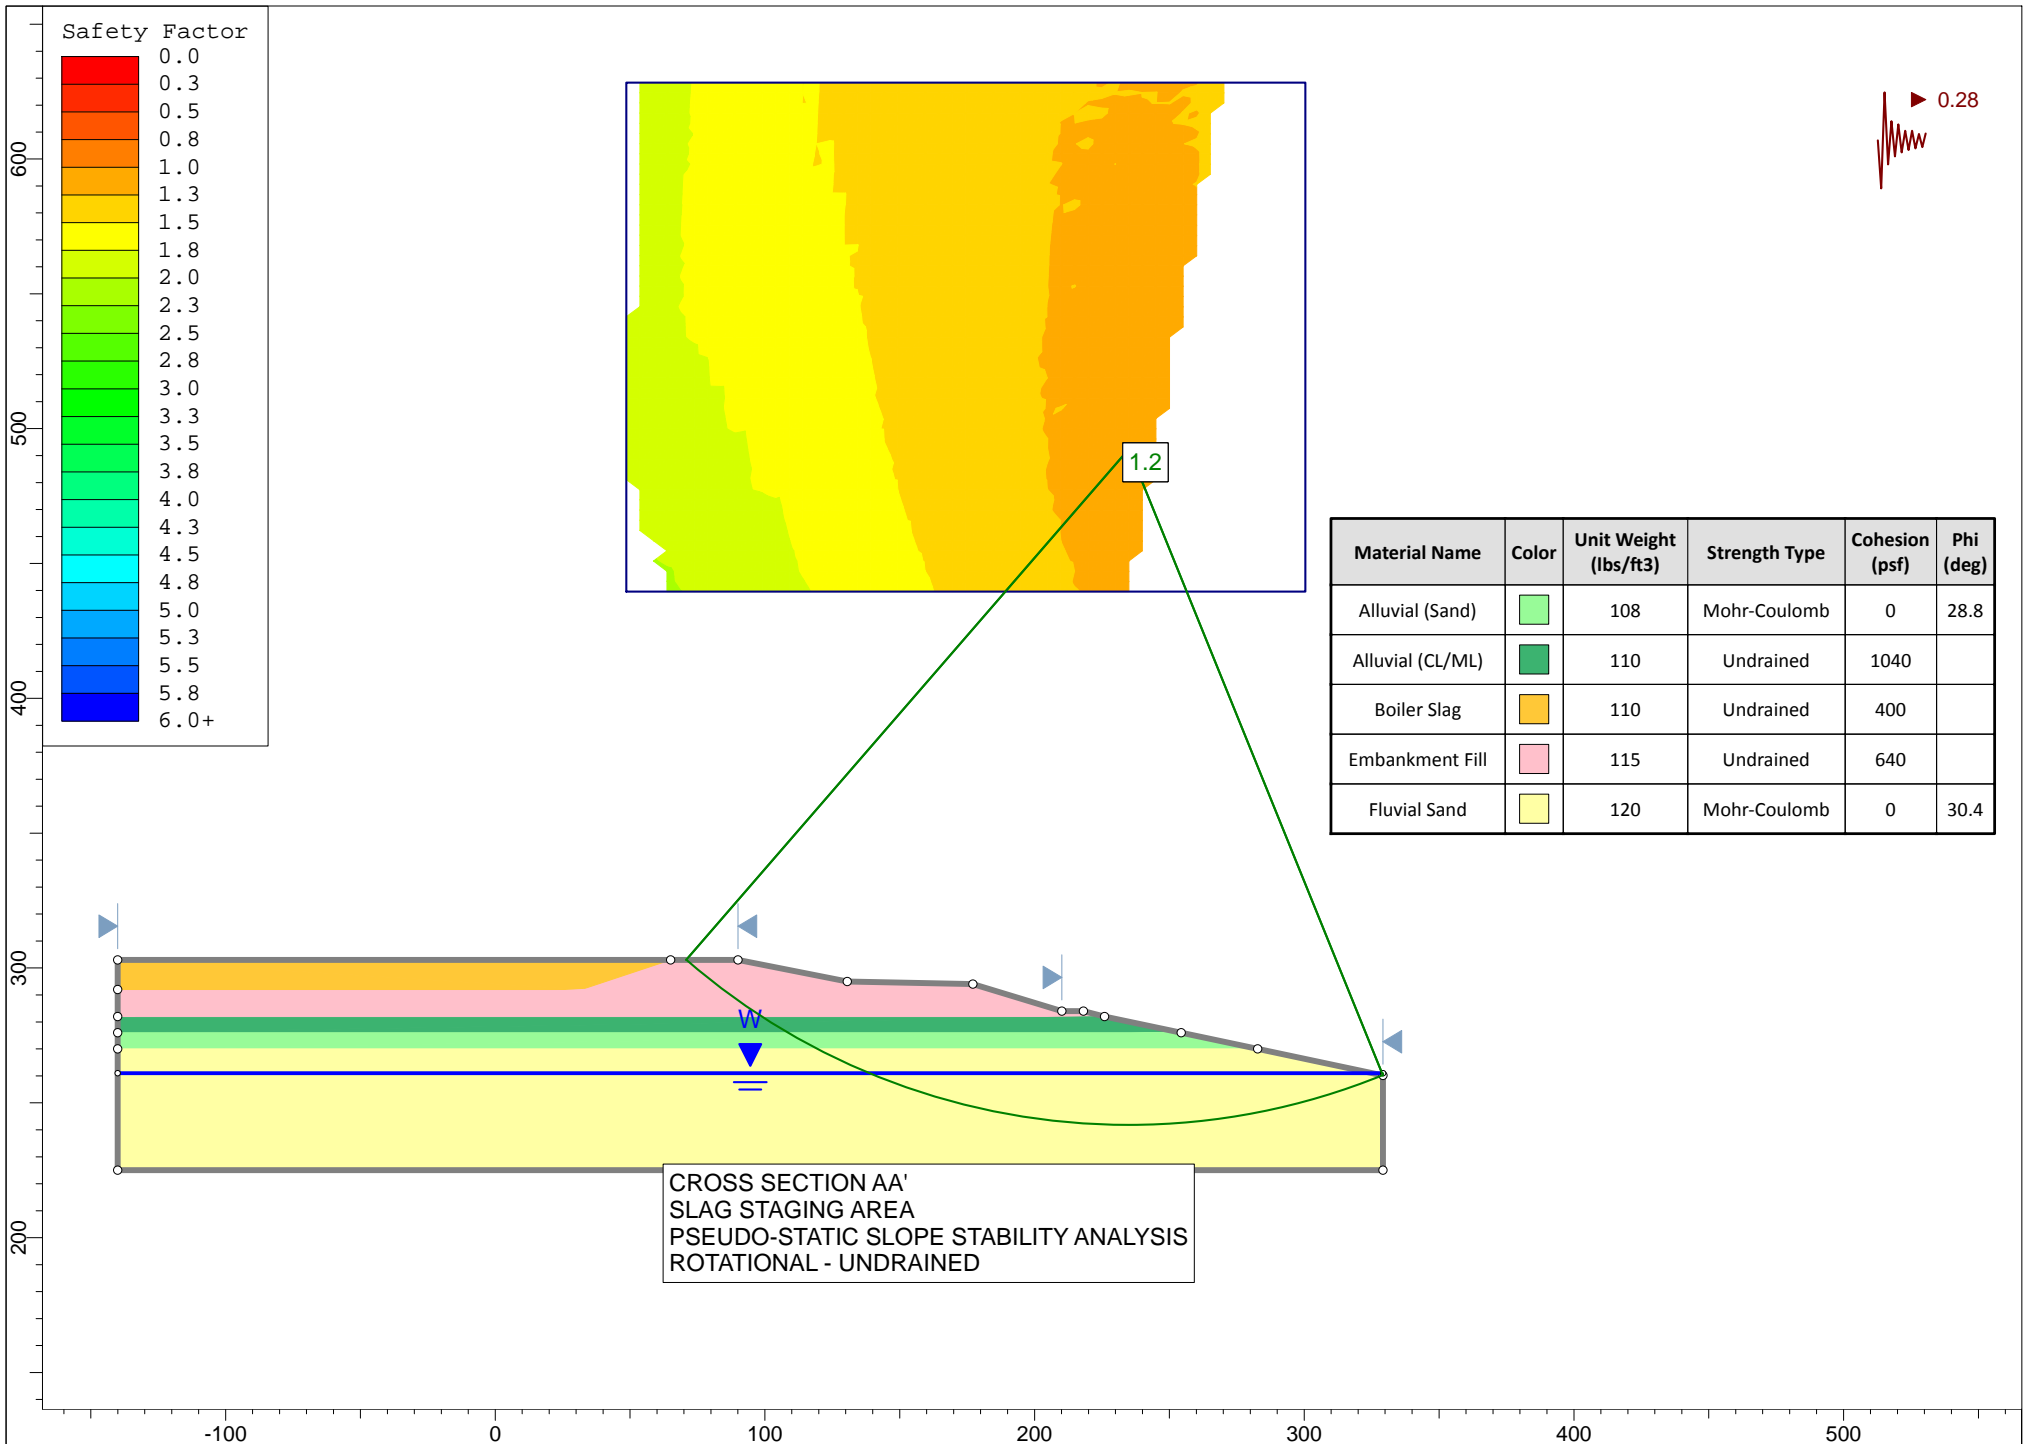 Safety Factor
0.0
0.3
0.5
0.8
1.0
1.3
1.5
1.8
2.0
2.3
2.5
2.8
3.0
3.3
3.5
3.8
4.0
4.3
4.5
4.8
5.0
5.3
5.5
5.8
6.0+
0.28
1.2
Material Name Color Unit Weight (lbs/ft3) Strength Type Cohesion (psf) Phi (deg)
Alluvial (Sand) 108 Mohr-Coulomb 0 28.8
Alluvial (CL/ML) 110 Undrained 1040
Boiler Slag 110 Undrained 400
Embankment Fill 115 Undrained 640
Fluvial Sand 120 Mohr-Coulomb 0 30.4
W
CROSS SECTION AA'
SLAG STAGING AREA
PSEUDO-STATIC SLOPE STABILITY ANALYSIS
ROTATIONAL - UNDRAINED
600
500
400
300
200
-100 0 100 200 300 400 500